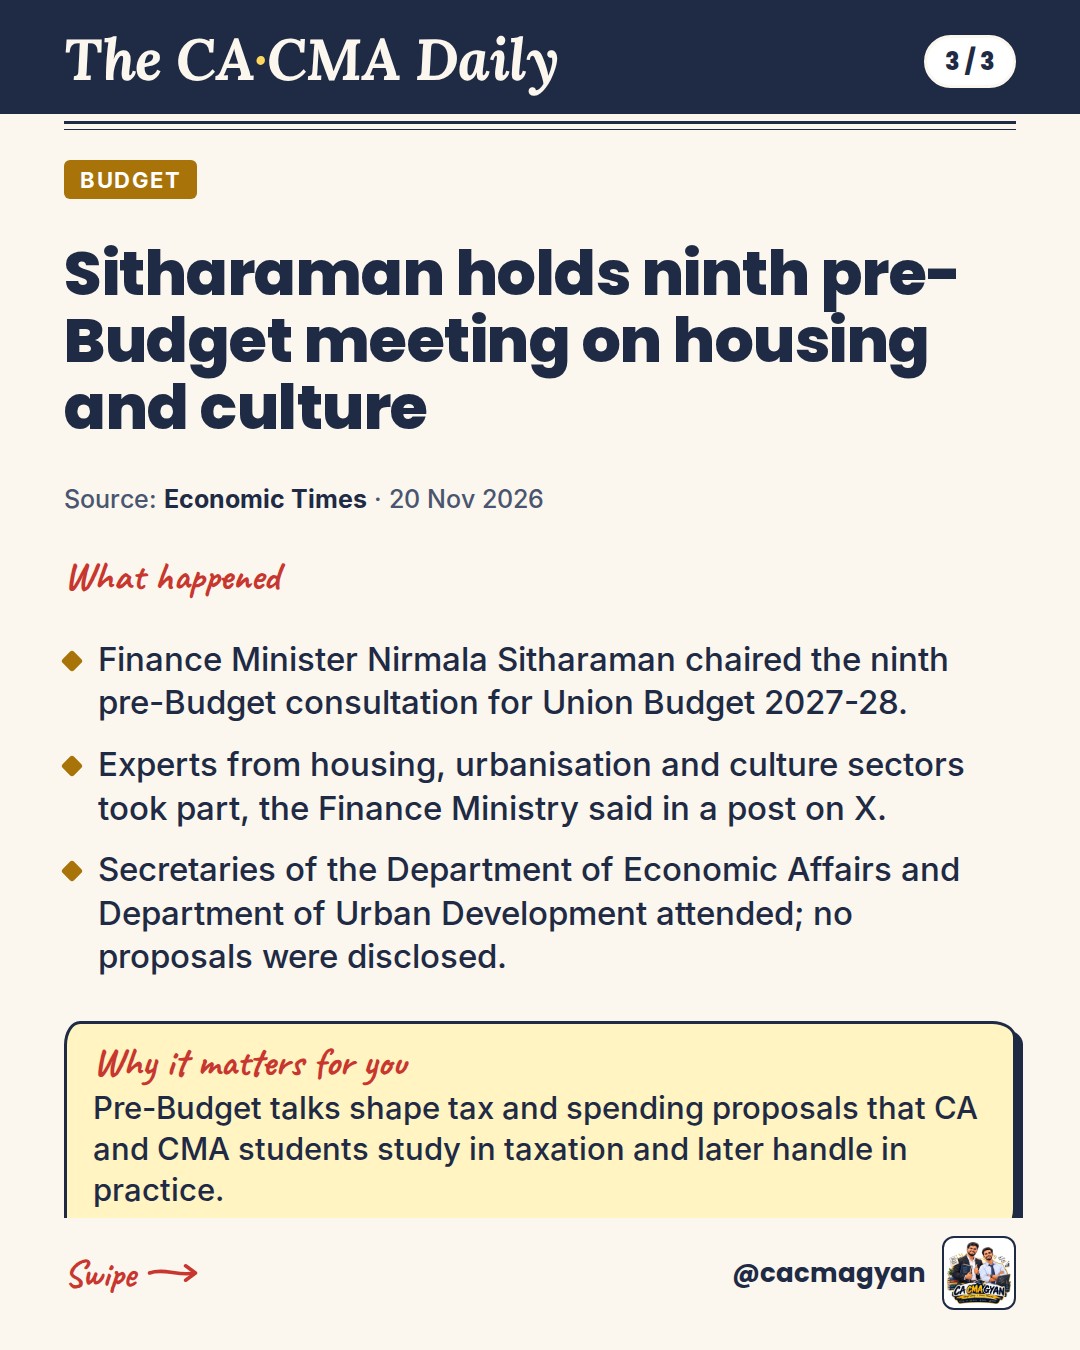 The CA·CMA Daily
3 / 3
BUDGET
Sitharaman holds ninth pre-
Budget meeting on housing
and culture
Source: Economic Times · 20 Nov 2026
What happened
Finance Minister Nirmala Sitharaman chaired the ninth
pre-Budget consultation for Union Budget 2027-28.
Experts from housing, urbanisation and culture sectors
took part, the Finance Ministry said in a post on X.
Secretaries of the Department of Economic Affairs and
Department of Urban Development attended; no
proposals were disclosed.
Why it matters for you
Pre-Budget talks shape tax and spending proposals that CA
and CMA students study in taxation and later handle in
practice.
Swipe
@cacmagyan
CA CMA GYAN